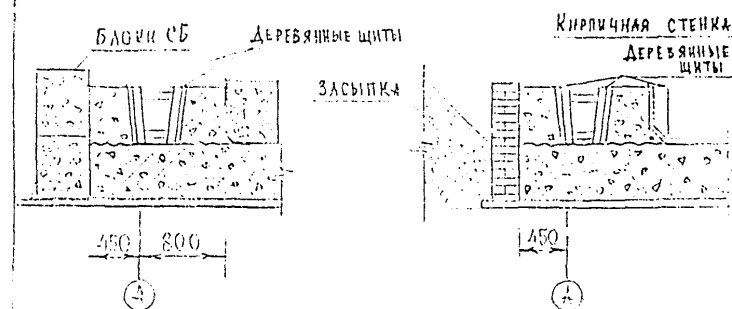 Блоки СБ
Деревянные щиты
Засыпка
450
800
А
Кирпичная стенка
Деревянные
щиты
450
А